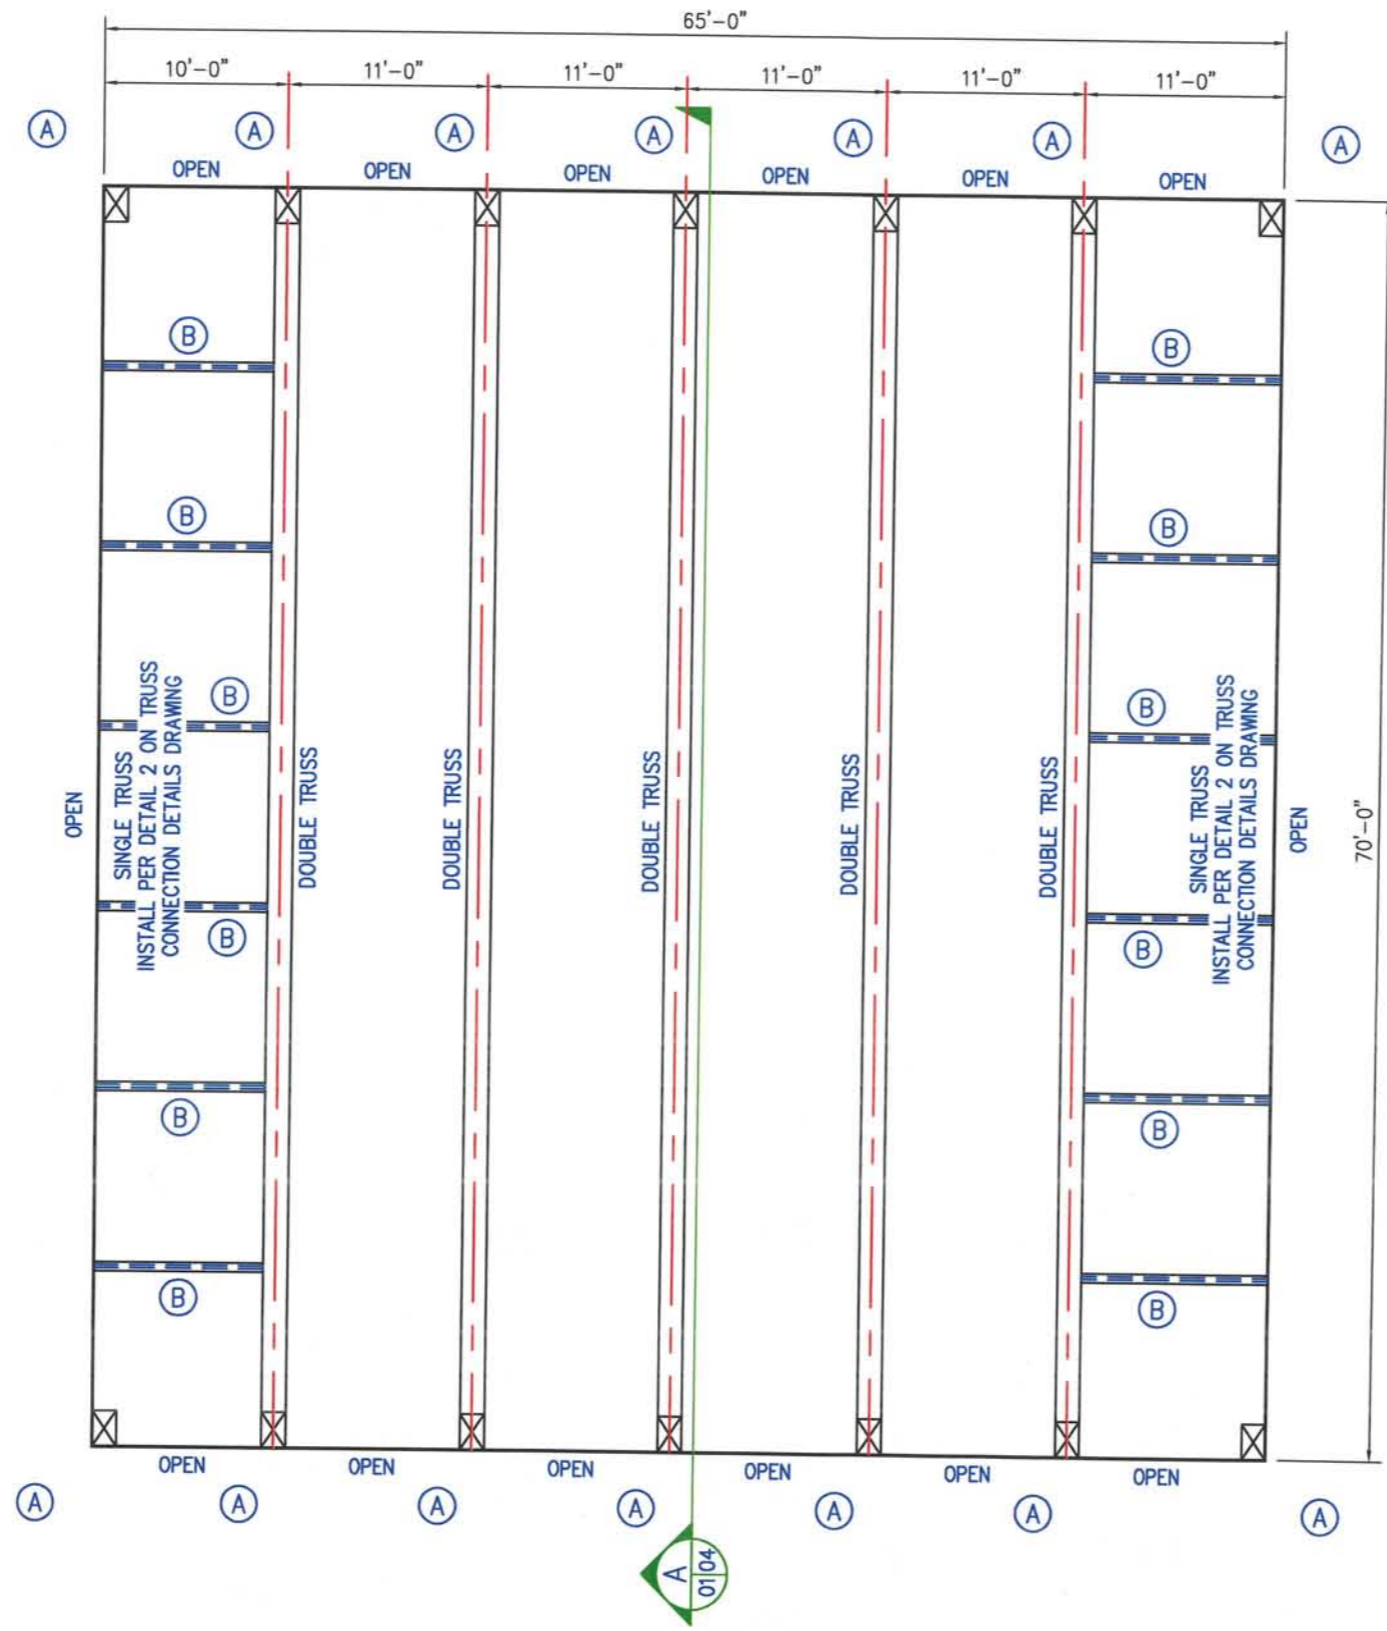 65'-0"
10'-0" 11'-0" 11'-0" 11'-0" 11'-0" 11'-0"
A A A A A A A
OPEN OPEN OPEN OPEN OPEN OPEN
B B
B B
B B
OPEN
SINGLE TRUSS
INSTALL PER DETAIL 2 ON TRUSS
CONNECTION DETAILS DRAWING
DOUBLE TRUSS
DOUBLE TRUSS
DOUBLE TRUSS
DOUBLE TRUSS
DOUBLE TRUSS
SINGLE TRUSS
INSTALL PER DETAIL 2 ON TRUSS
CONNECTION DETAILS DRAWING
OPEN
70'-0"
B B
B B
B B
OPEN OPEN OPEN OPEN OPEN OPEN
A A A A A A A
A
01 04